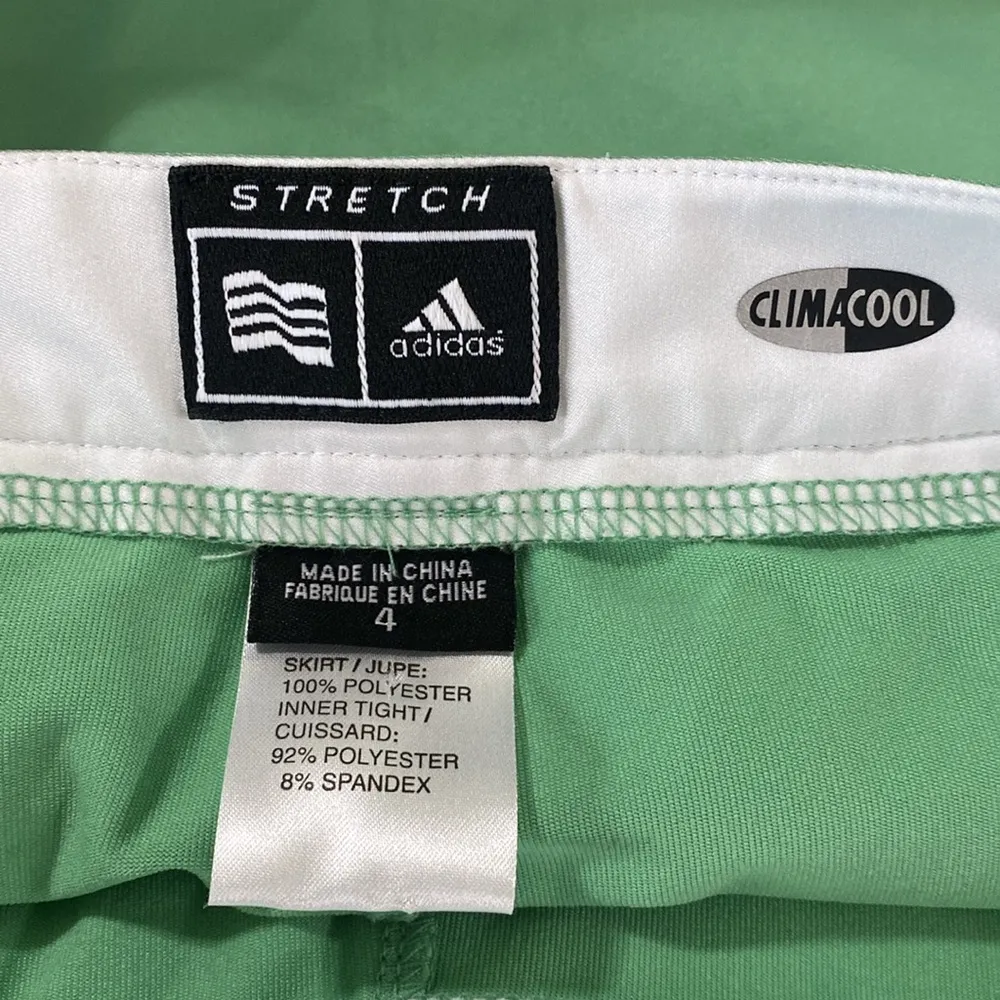 STRETCH
adidas
CLIMACOOL
MADE IN CHINA
FABRIQUE EN CHINE
4
SKIRT / JUPE:
100% POLYESTER
INNER TIGHT /
CUISSARD:
92% POLYESTER
8% SPANDEX